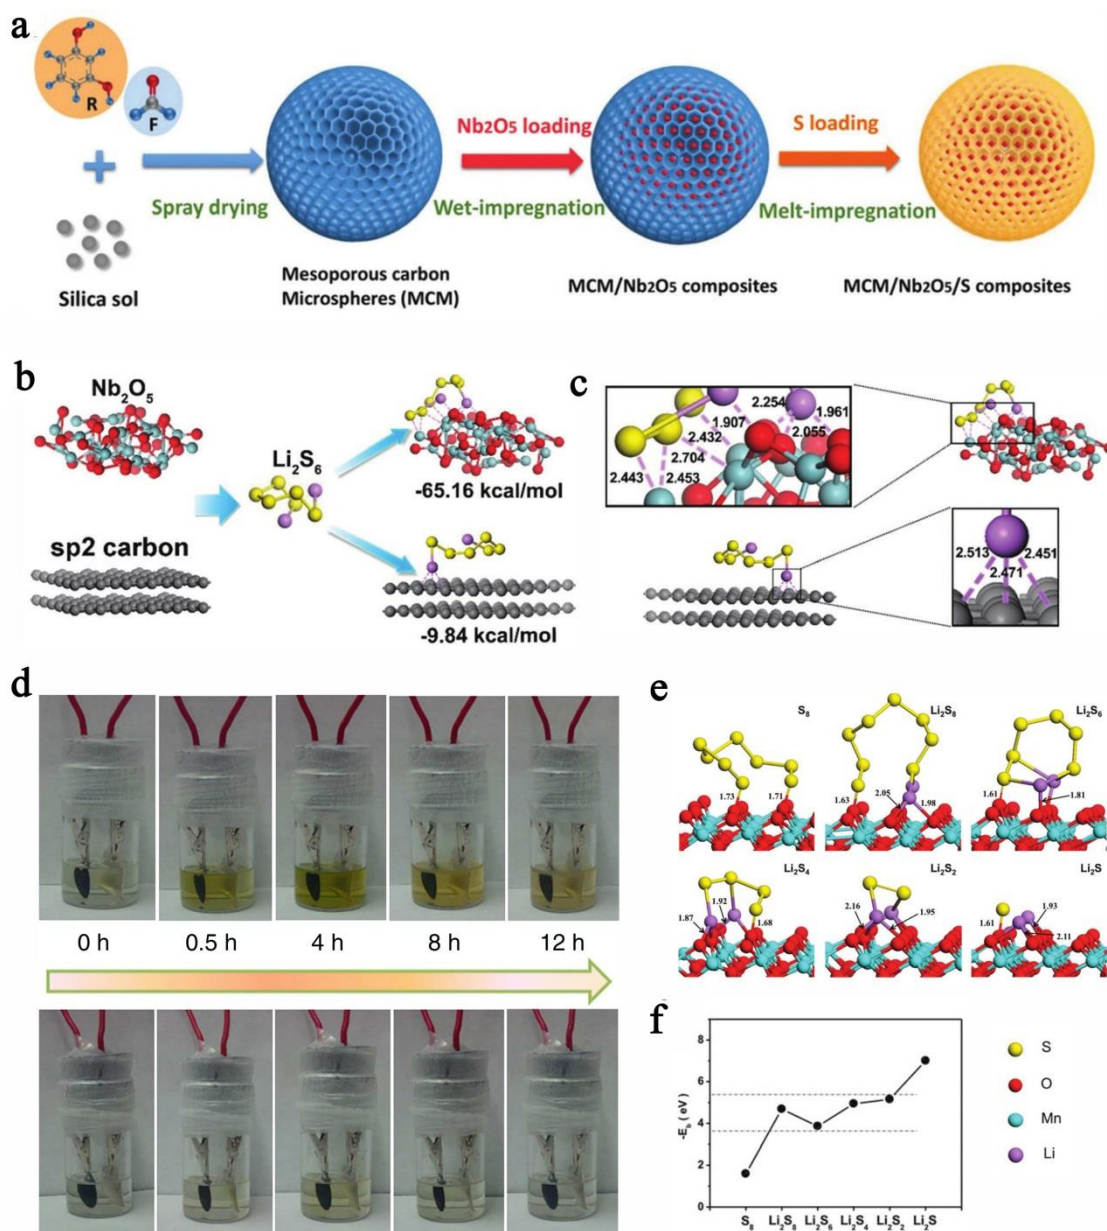 a
R
F
Spray drying
Silica sol
Mesoporous carbon
Microspheres (MCM)
Nb2O5 loading
Wet-impregnation
MCM/Nb2O5 composites
S loading
Melt-impregnation
MCM/Nb2O5/S composites
b
Nb₂O₅
Li₂S₆
-65.16 kcal/mol
sp2 carbon
-9.84 kcal/mol
c
2.254
1.961
1.907
2.055
2.432
2.704
2.443
2.453
2.513
2.451
2.471
d
0 h
0.5 h
4 h
8 h
12 h
e
S₈
Li₂S₈
Li₂S₆
1.73
1.71
1.63
2.05
1.98
1.61
1.81
Li₂S₄
Li₂S₂
Li₂S
1.87
1.92
1.68
2.16
1.95
1.61
1.93
2.11
f
-E_b (eV)
8
6
4
2
0
S₈
Li₂S₈
Li₂S₆
Li₂S₄
Li₂S₂
Li₂S
S
O
Mn
Li